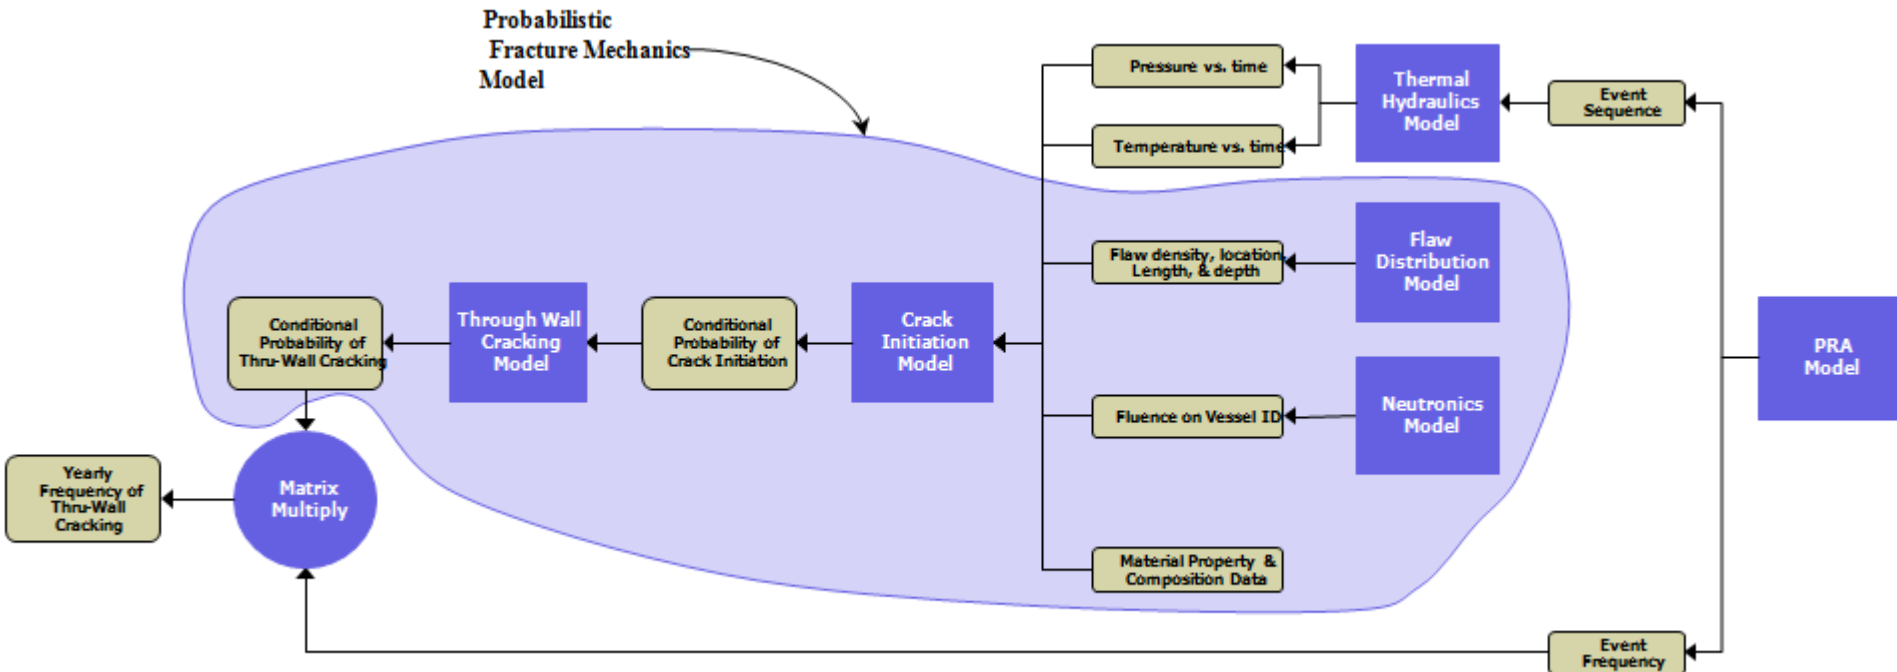 Probabilistic
Fracture Mechanics
Model
Pressure vs. time
Thermal
Hydraulics
Model
Event
Sequence
Temperature vs. time
Flaw density, location,
Length, & depth
Flaw
Distribution
Model
Conditional
Probability of
Thru-Wall Cracking
Through Wall
Cracking
Model
Conditional
Probability of
Crack Initiation
Crack
Initiation
Model
PRA
Model
Fluence on Vessel ID
Neutronics
Model
Yearly
Frequency of
Thru-Wall
Cracking
Matrix
Multiply
Material Property &
Composition Data
Event
Frequency